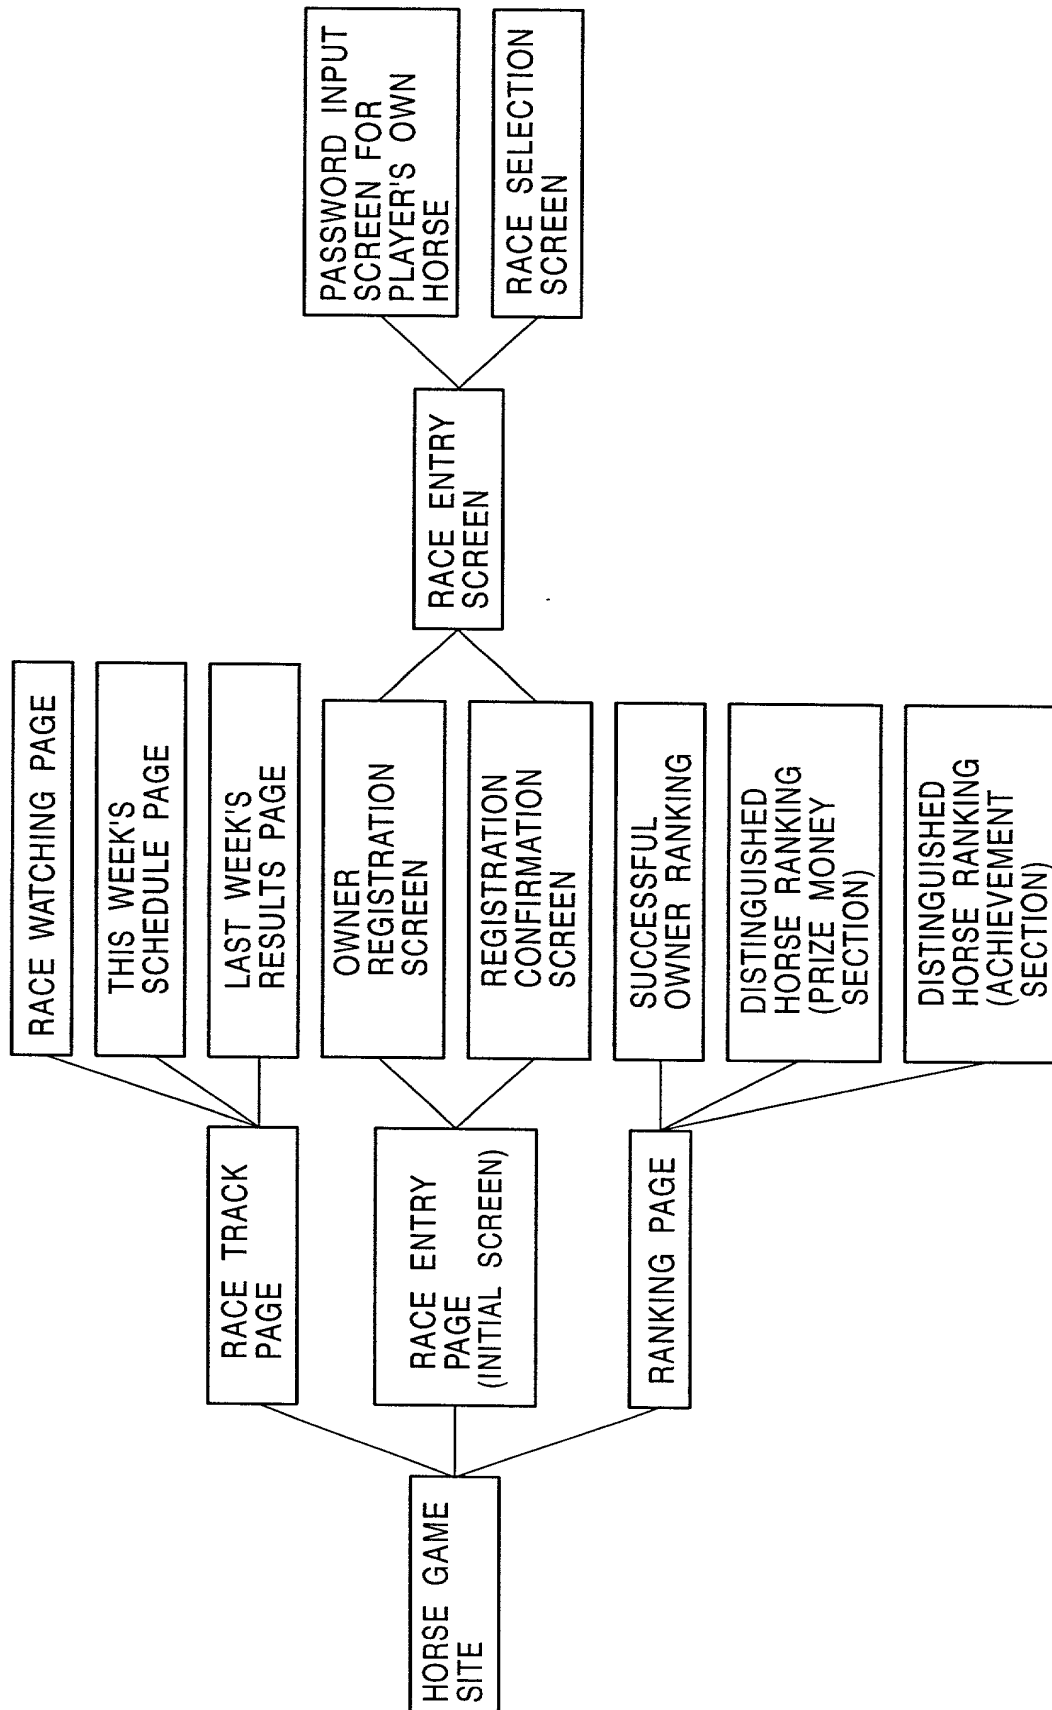 HORSE GAME
SITE
RACE TRACK
PAGE
RACE ENTRY
PAGE
(INITIAL SCREEN)
RANKING PAGE
RACE WATCHING PAGE
THIS WEEK'S
SCHEDULE PAGE
LAST WEEK'S
RESULTS PAGE
OWNER
REGISTRATION
SCREEN
REGISTRATION
CONFIRMATION
SCREEN
SUCCESSFUL
OWNER RANKING
DISTINGUISHED
HORSE RANKING
(PRIZE MONEY
SECTION)
DISTINGUISHED
HORSE RANKING
(ACHIEVEMENT
SECTION)
RACE ENTRY
SCREEN
PASSWORD INPUT
SCREEN FOR
PLAYER'S OWN
HORSE
RACE SELECTION
SCREEN